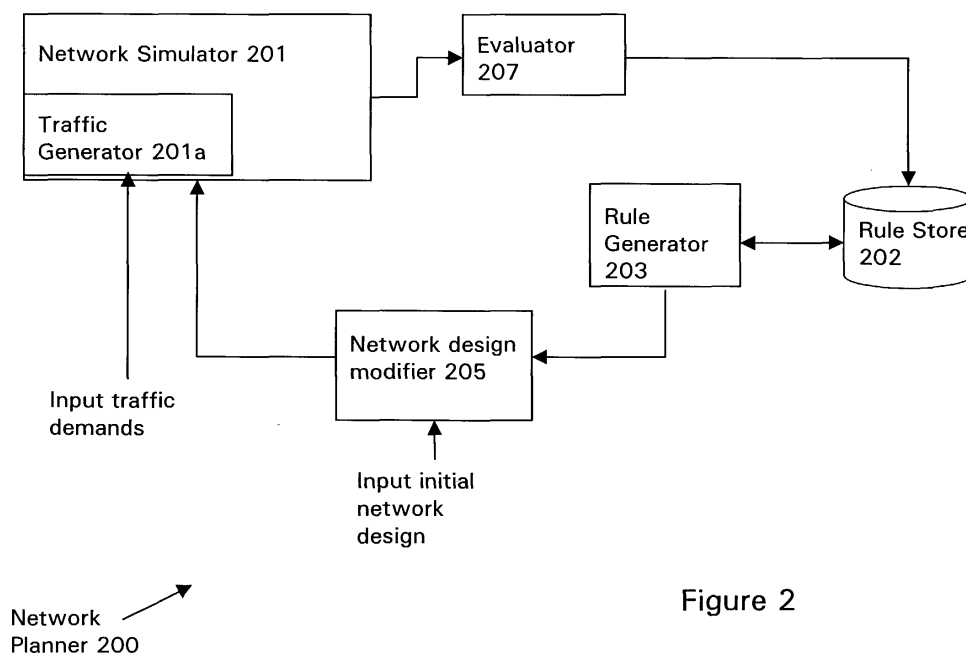 Network Simulator 201
Traffic
Generator 201a
Evaluator
207
Rule
Generator
203
Rule Store
202
Network design
modifier 205
Input traffic
demands
Input initial
network
design
Network
Planner 200
Figure 2